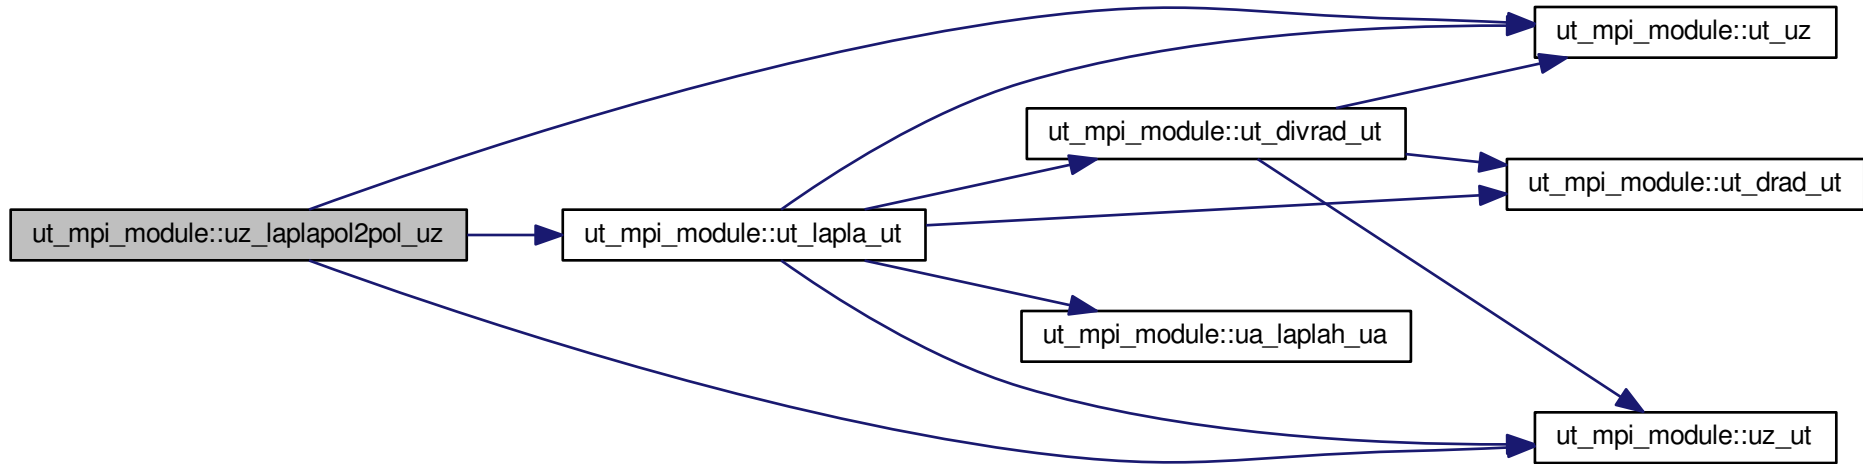 ut_mpi_module::ut_uz
ut_mpi_module::ut_divrad_ut
ut_mpi_module::ut_drad_ut
ut_mpi_module::uz_laplapol2pol_uz
ut_mpi_module::ut_lapla_ut
ut_mpi_module::ua_laplah_ua
ut_mpi_module::uz_ut